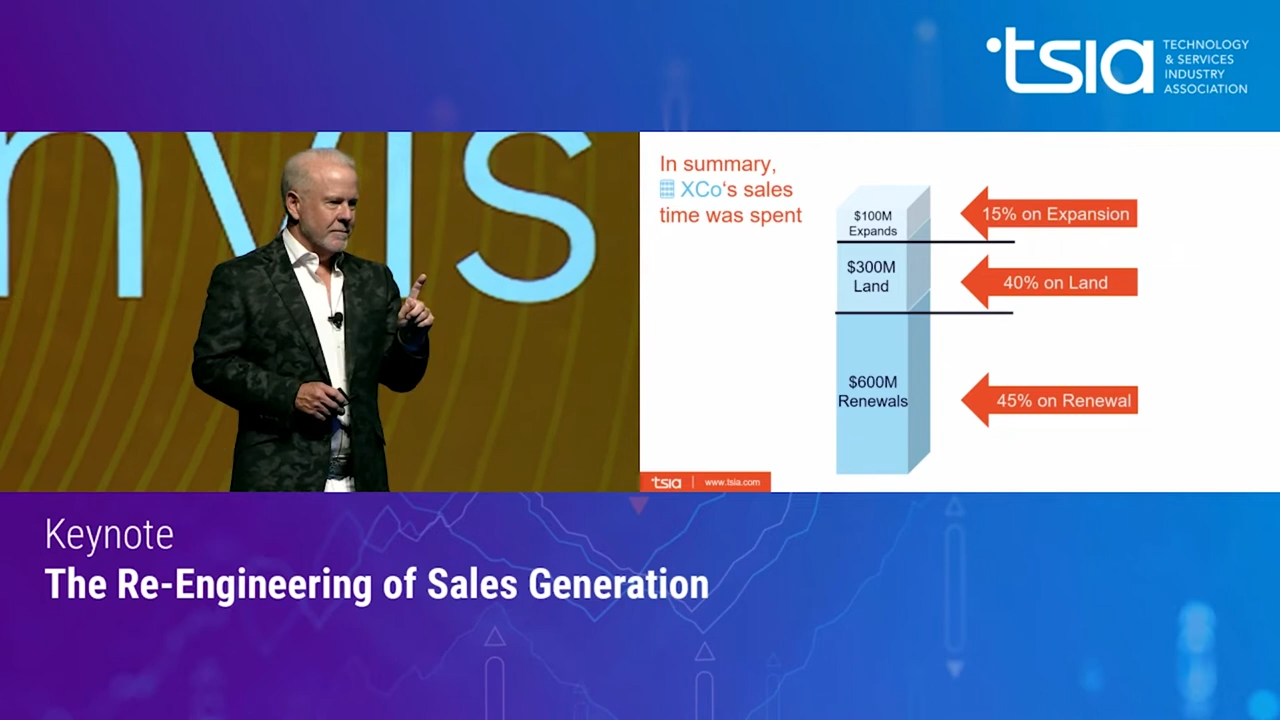 tsia
TECHNOLOGY
& SERVICES
INDUSTRY
ASSOCIATION
nvis
In summary,
XCo's sales
time was spent
$100M
Expands
15% on Expansion
$300M
Land
40% on Land
$600M
Renewals
45% on Renewal
tsia | www.tsia.com
Keynote
The Re-Engineering of Sales Generation